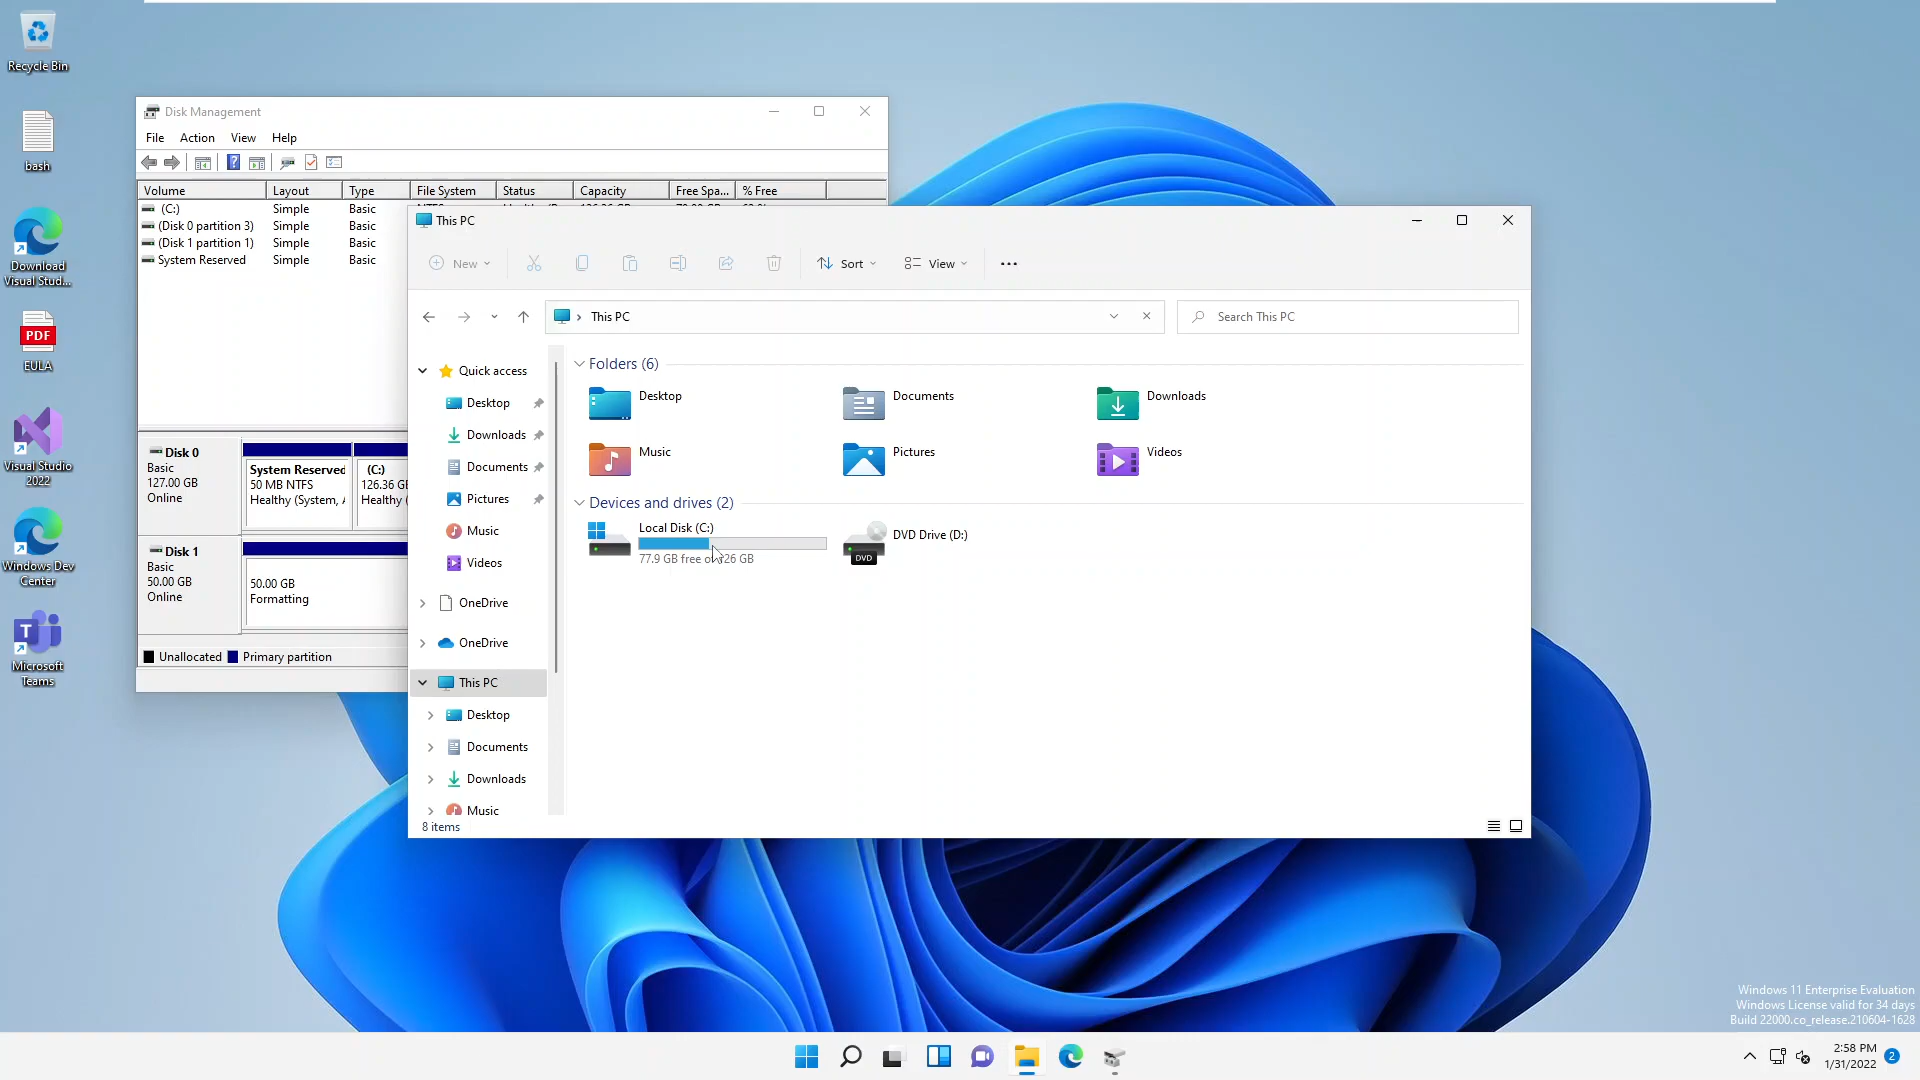 Recycle Bin
bash
Download
Visual Stud...
PDF
EULA
Visual Studio
2022
Windows Dev
Center
Microsoft
Teams
Disk Management
File Action View Help
Volume Layout Type File System Status Capacity Free Spa... % Free
(C:) Simple Basic
(Disk 0 partition 3) Simple Basic
(Disk 1 partition 1) Simple Basic
System Reserved Simple Basic
Disk 0
Basic
127.00 GB
Online
System Reserved
50 MB NTFS
Healthy (System, A
(C:)
126.36 GB
Healthy (
Disk 1
Basic
50.00 GB
Online
50.00 GB
Formatting
Unallocated Primary partition
This PC
New Sort View
This PC
Search This PC
Quick access
Desktop
Downloads
Documents
Pictures
Music
Videos
OneDrive
OneDrive
This PC
Desktop
Documents
Downloads
Music
8 items
Folders (6)
Desktop Documents Downloads
Music Pictures Videos
Devices and drives (2)
Local Disk (C:)
77.9 GB free of 126 GB
DVD Drive (D:)
DVD
Windows 11 Enterprise Evaluation
Windows License valid for 34 days
Build 22000.co_release.210604-1628
2:58 PM
1/31/2022
2